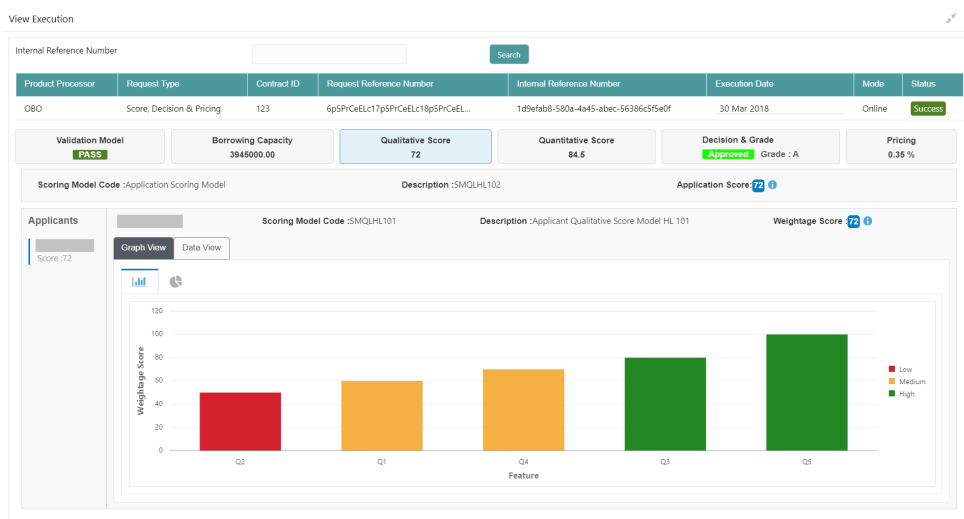 View Execution
Internal Reference Number
Search
Product Processor Request Type Contract ID Request Reference Number Internal Reference Number Execution Date Mode Status
OBO Score, Decision & Pricing 123 6p5PrCeELc17p5PrCeELc18p5PrCeEL... 1d9efab8-580a-4a45-abec-56386c5f5e0f 30 Mar 2018 Online Success
Validation Model Borrowing Capacity Qualitative Score Quantitative Score Decision & Grade Pricing
PASS 3945000.00 72 84.5 Approved Grade : A 0.35 %
Scoring Model Code :Application Scoring Model Description :SMQLHL102 Application Score:72
Applicants Scoring Model Code :SMQLHL101 Description :Applicant Qualitative Score Model HL 101 Weightage Score :72
Score :72
Graph View Data View
120
100
80
60
40
20
0
Weightage Score
Q2 Q1 Q4 Q3 Q5
Feature
Low
Medium
High